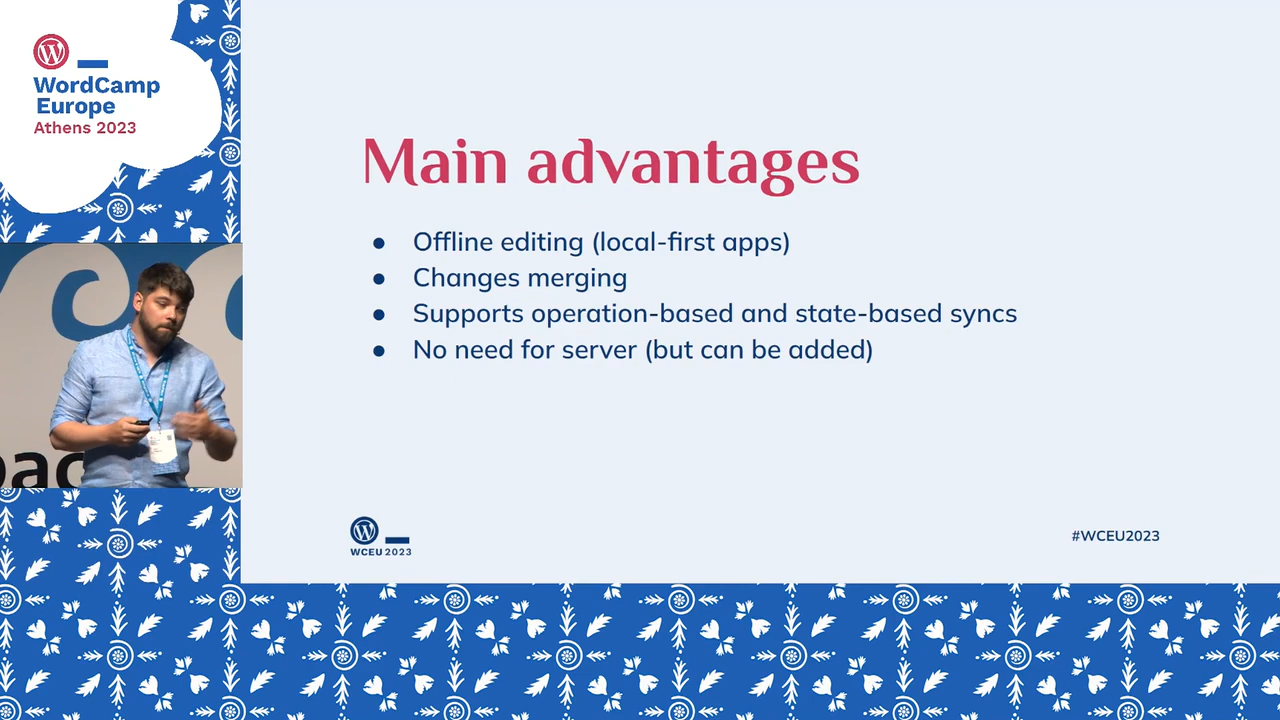 WordCamp
Europe
Athens 2023
Main advantages
● Offline editing (local-first apps)
● Changes merging
● Supports operation-based and state-based syncs
● No need for server (but can be added)
WCEU 2023
#WCEU2023